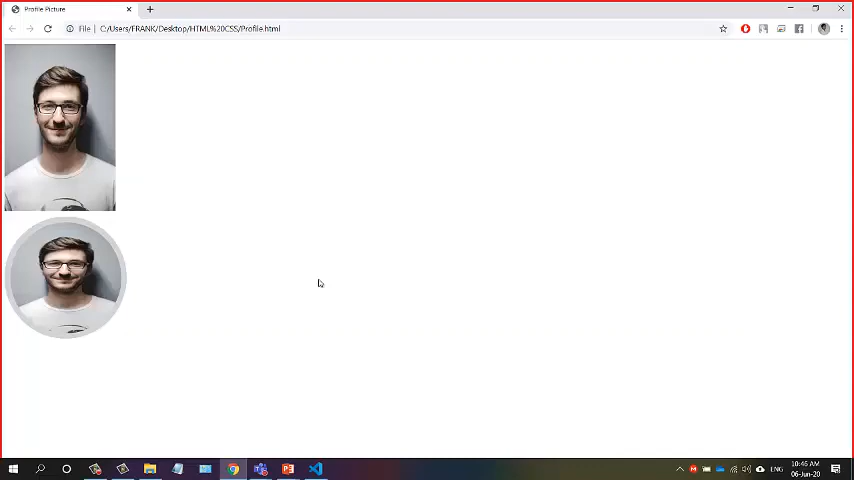 Profile Picture
File | C:/Users/FRANK/Desktop/HTML%20CSS/Profile.html
ENG
10:45 AM
06-Jun-20